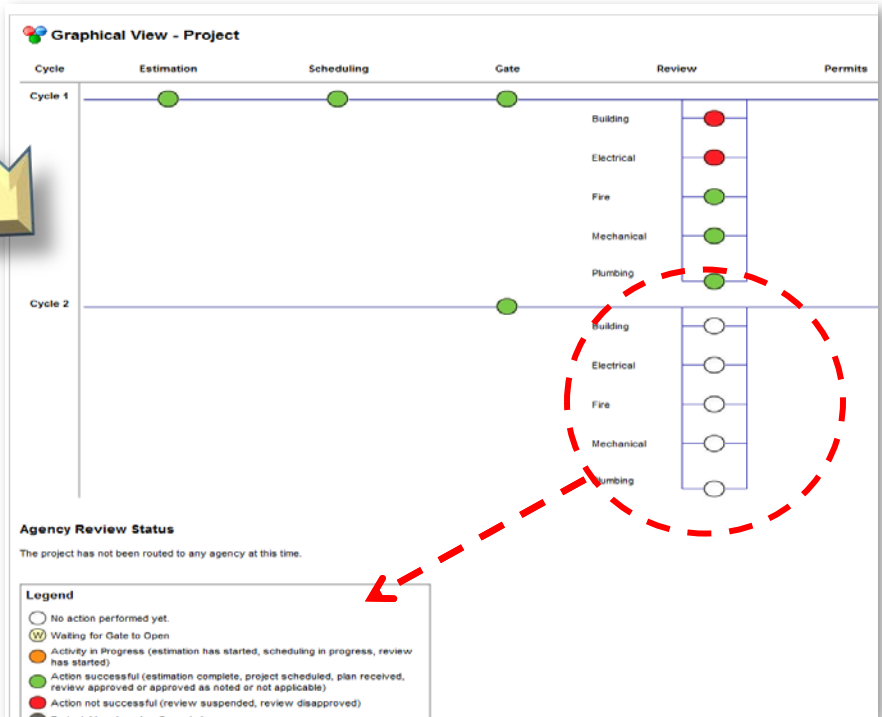 Graphical View - Project
Cycle Estimation Scheduling Gate Review Permits
Cycle 1
Building
Electrical
Fire
Mechanical
Plumbing
Cycle 2
Building
Electrical
Fire
Mechanical
Plumbing
Agency Review Status
The project has not been routed to any agency at this time.
Legend
No action performed yet.
W Waiting for Gate to Open
Activity in Progress (estimation has started, scheduling in progress, review
has started)
Action successful (estimation complete, project scheduled, plan received,
review approved or approved as noted or not applicable)
Action not successful (review suspended, review disapproved)